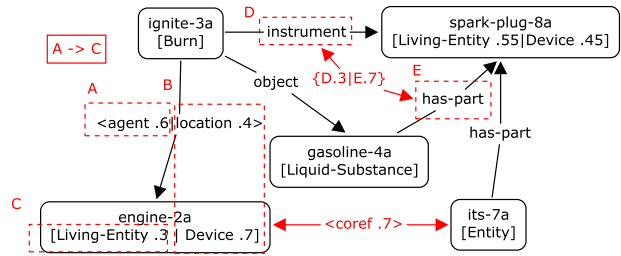 ignite-3a
[Burn]
D
instrument
spark-plug-8a
[Living-Entity .55|Device .45]
A -> C
{D.3|E.7}
E
A
B
object
has-part
<agent .6|location .4>
has-part
gasoline-4a
[Liquid-Substance]
C
engine-2a
[Living-Entity .3 | Device .7]
<coref .7>
its-7a
[Entity]